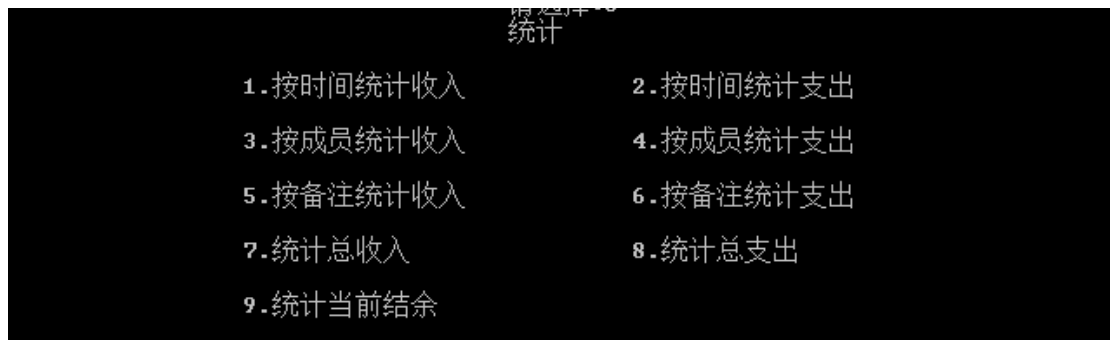 统计
1.按时间统计收入 2.按时间统计支出
3.按成员统计收入 4.按成员统计支出
5.按备注统计收入 6.按备注统计支出
7.统计总收入 8.统计总支出
9.统计当前结余